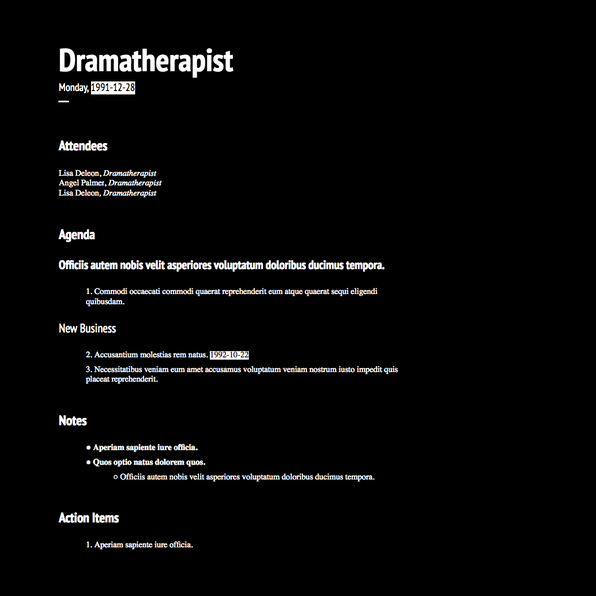 Dramatherapist
Monday, 1991-12-28
Attendees
Lisa Deleon, Dramatherapist
Angel Palmer, Dramatherapist
Lisa Deleon, Dramatherapist
Agenda
Officiis autem nobis velit asperiores voluptatum doloribus ducimus tempora.
1. Commodi occaecati commodi quaerat reprehenderit eum atque quaerat sequi eligendi
quibusdam.
New Business
2. Accusantium molestias rem natus. 1992-10-22
3. Necessitatibus veniam eum amet accusamus voluptatum veniam nostrum iusto impedit quis
placeat reprehenderit.
Notes
● Aperiam sapiente iure officia.
● Quos optio natus dolorem quos.
○ Officiis autem nobis velit asperiores voluptatum doloribus ducimus tempora.
Action Items
1. Aperiam sapiente iure officia.